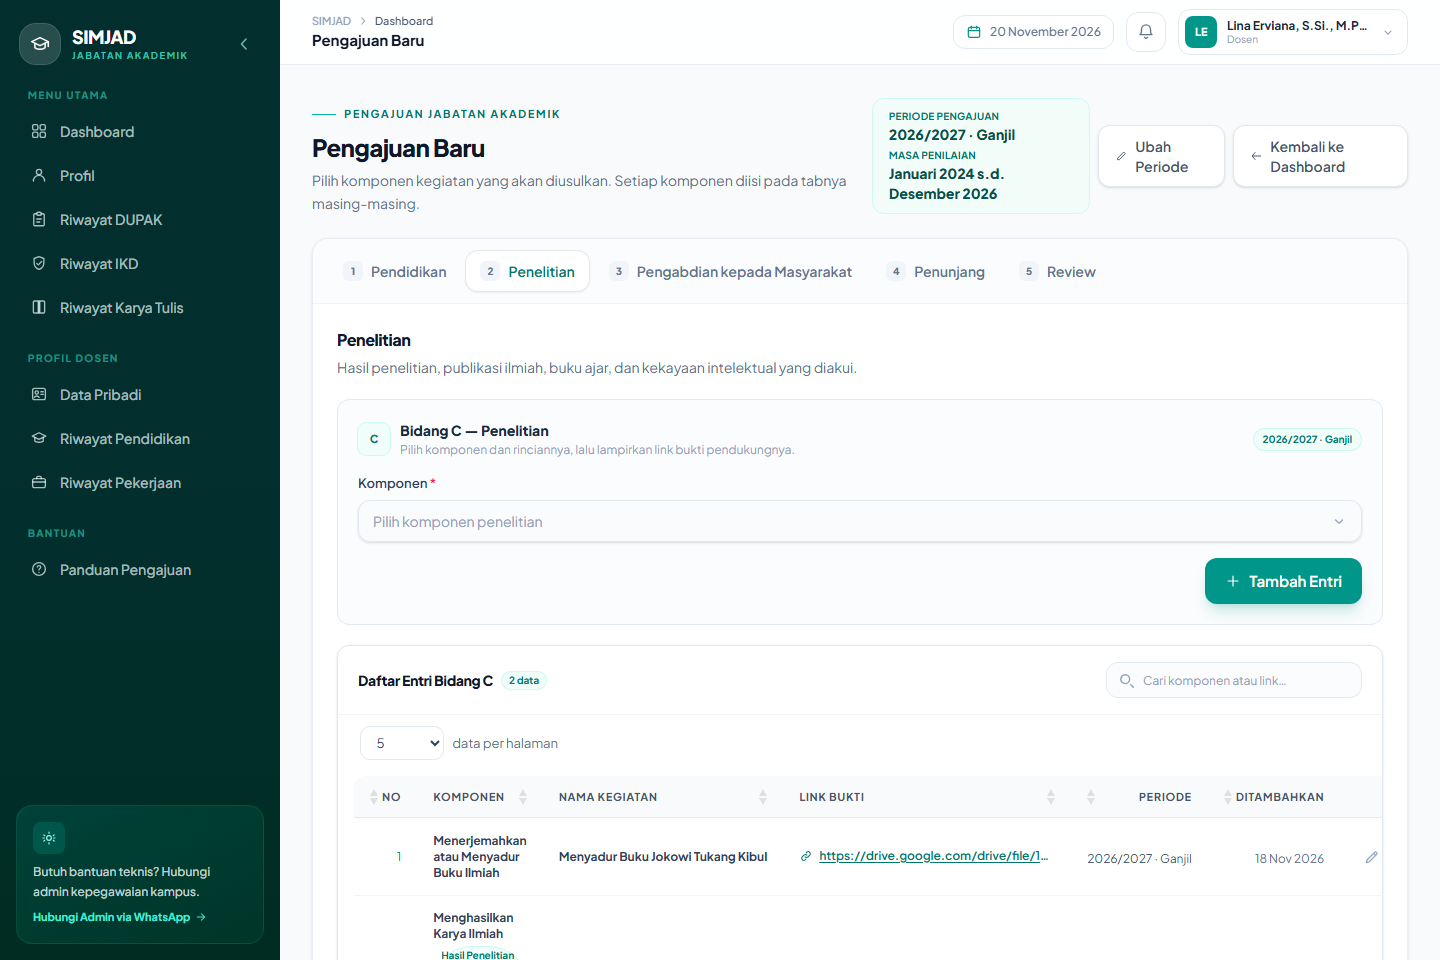 SIMJAD
JABATAN AKADEMIK
MENU UTAMA
Dashboard
Profil
Riwayat DUPAK
Riwayat IKD
Riwayat Karya Tulis
PROFIL DOSEN
Data Pribadi
Riwayat Pendidikan
Riwayat Pekerjaan
BANTUAN
Panduan Pengajuan
Butuh bantuan teknis? Hubungi
admin kepegawaian kampus.
Hubungi Admin via WhatsApp →
SIMJAD > Dashboard
Pengajuan Baru
20 November 2026
LE
Lina Erviana, S.Si., M.P...
Dosen
PENGAJUAN JABATAN AKADEMIK
Pengajuan Baru
Pilih komponen kegiatan yang akan diusulkan. Setiap komponen diisi pada tabnya
masing-masing.
PERIODE PENGAJUAN
2026/2027 · Ganjil
MASA PENILAIAN
Januari 2024 s.d.
Desember 2026
Ubah
Periode
← Kembali ke
Dashboard
1 Pendidikan
2 Penelitian
3 Pengabdian kepada Masyarakat
4 Penunjang
5 Review
Penelitian
Hasil penelitian, publikasi ilmiah, buku ajar, dan kekayaan intelektual yang diakui.
C
Bidang C — Penelitian
Pilih komponen dan rinciannya, lalu lampirkan link bukti pendukungnya.
2026/2027 · Ganjil
Komponen *
Pilih komponen penelitian
+ Tambah Entri
Daftar Entri Bidang C
2 data
Cari komponen atau link...
5 data per halaman
NO KOMPONEN NAMA KEGIATAN LINK BUKTI PERIODE DITAMBAHKAN
1
Menerjemahkan
atau Menyadur
Buku Ilmiah
Menyadur Buku Jokowi Tukang Kibul
https://drive.google.com/drive/file/1...
2026/2027 · Ganjil
18 Nov 2026
Menghasilkan
Karya Ilmiah
Hasil Penelitian